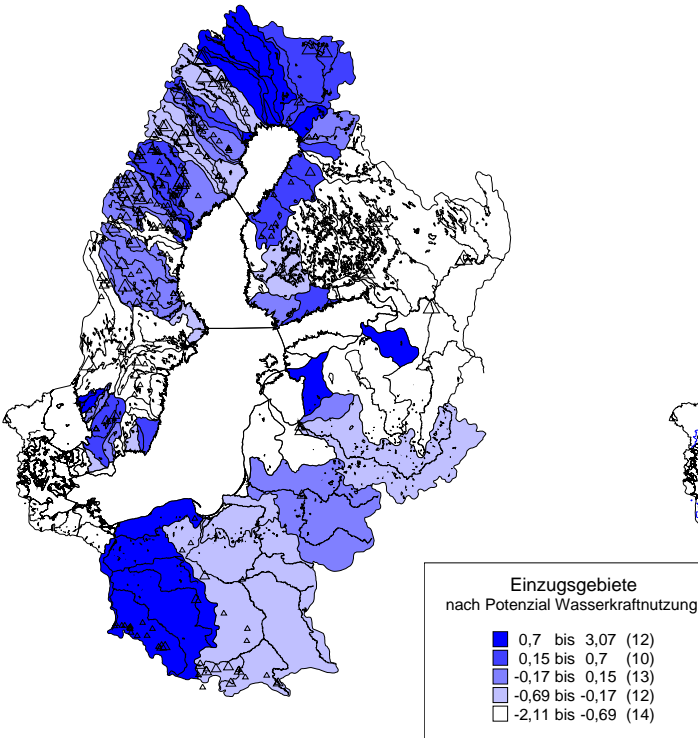 Einzugsgebiete
nach Potenzial Wasserkraftnutzung
0,7 bis 3,07 (12)
0,15 bis 0,7 (10)
-0,17 bis 0,15 (13)
-0,69 bis -0,17 (12)
-2,11 bis -0,69 (14)